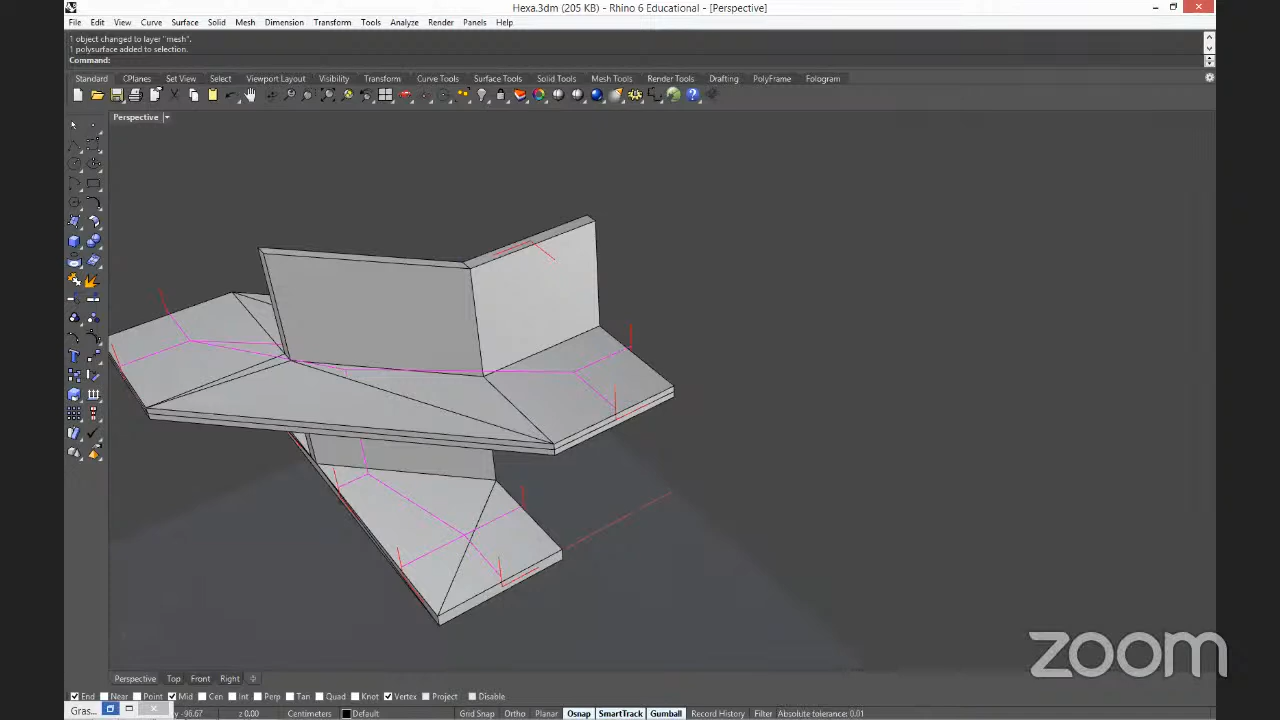 Hexa.3dm (205 KB) - Rhino 6 Educational - [Perspective]
File Edit View Curve Surface Solid Mesh Dimension Transform Tools Analyze Render Panels Help
1 object changed to layer "mesh".
1 polysurface added to selection.
Command:
Standard CPlanes Set View Select Viewport Layout Visibility Transform Curve Tools Surface Tools Solid Tools Mesh Tools Render Tools Drafting PolyFrame Fologram
Perspective
zoom
Perspective Top Front Right
End Near Point Mid Cen Int Perp Tan Quad Knot Vertex Project Disable
Gras... y -96.67 z 0.00 Centimeters Default Grid Snap Ortho Planar Osnap SmartTrack Gumball Record History Filter Absolute tolerance: 0.01